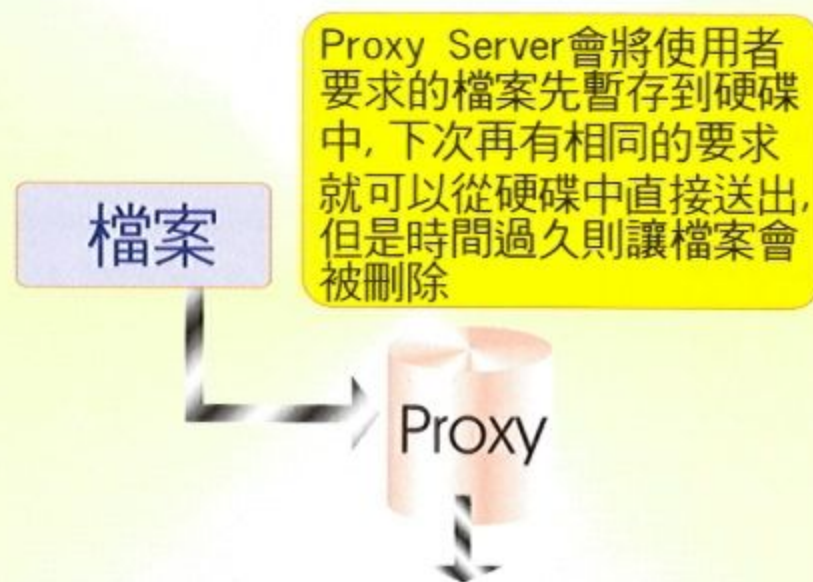 Proxy Server會將使用者
要求的檔案先暫存到硬碟
中, 下次再有相同的要求
就可以從硬碟中直接送出,
但是時間過久則讓檔案會
被刪除
檔案
Proxy